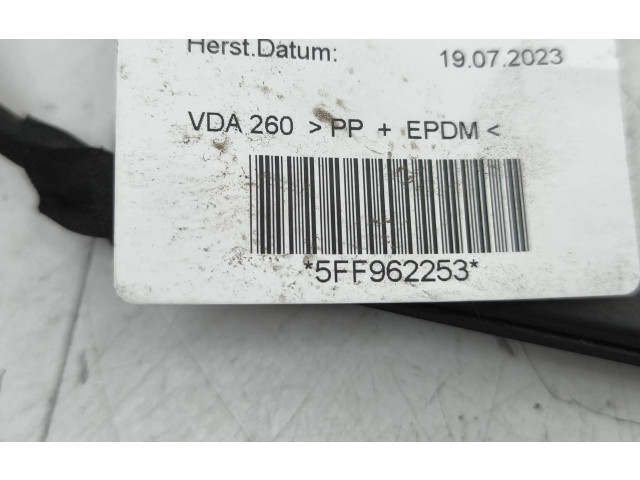 Herst.Datum: 19.07.2023
VDA 260 >PP + EPDM<
*5FF962253*